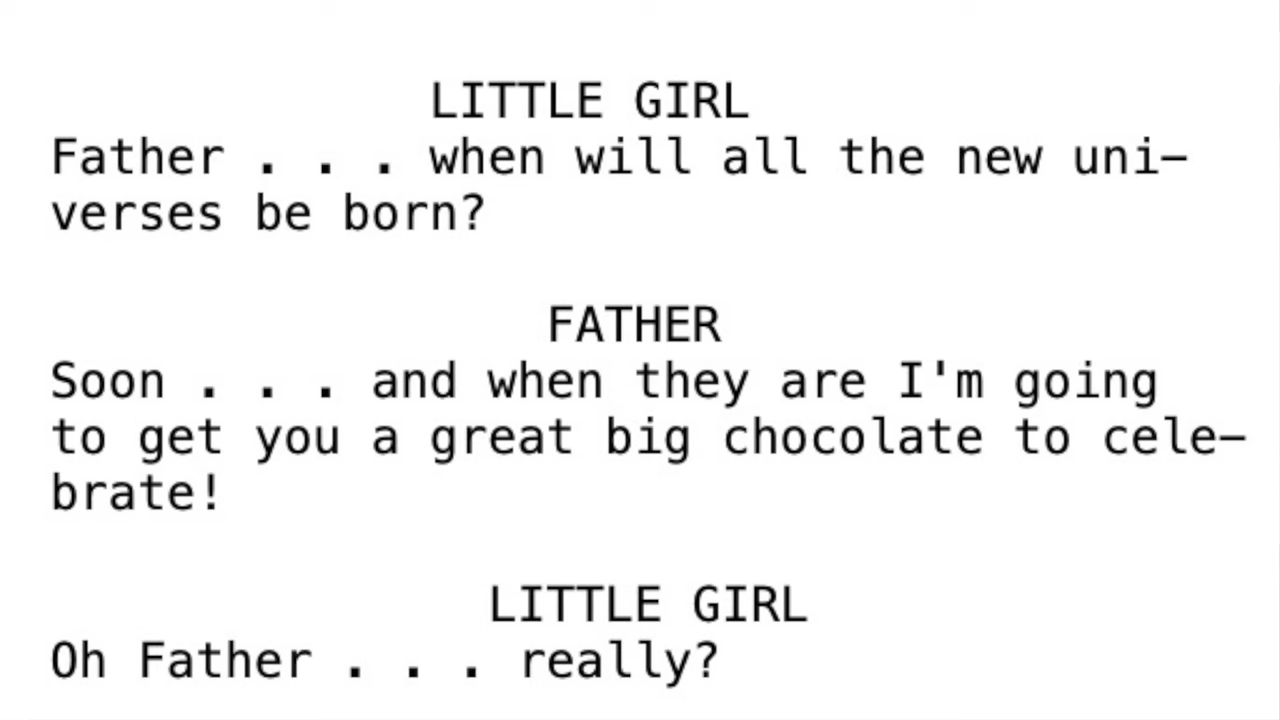 LITTLE GIRL
Father . . . when will all the new uni–
verses be born?
FATHER
Soon . . . and when they are I'm going
to get you a great big chocolate to cele–
brate!
LITTLE GIRL
Oh Father . . . really?